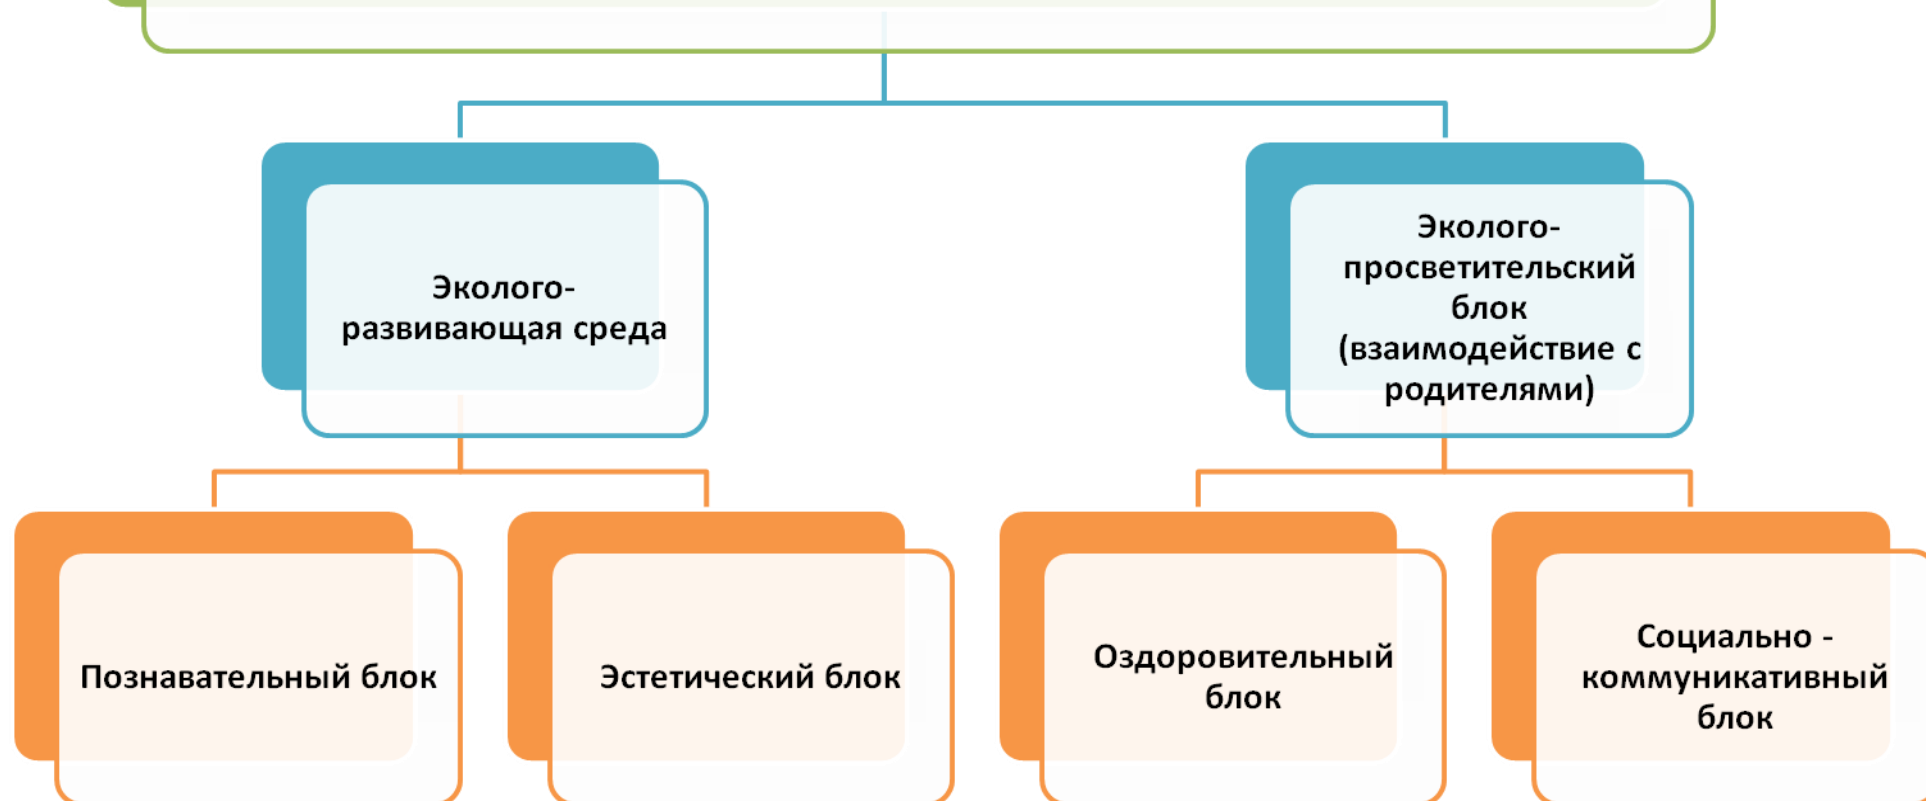 Эколого-
развивающая среда
Эколого-
просветительский
блок
(взаимодействие с
родителями)
Познавательный блок
Эстетический блок
Оздоровительный
блок
Социально -
коммуникативный
блок